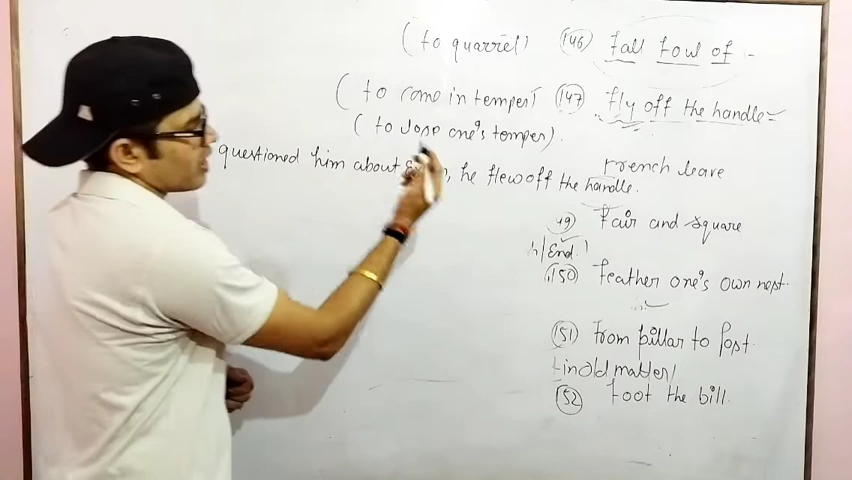 (to quarrel) (146) Fall foul of -
(to come in temper) (147) Fly off the handle =
(to lose one's temper).
questioned him about he flew off the handle.
French leave
49 Fair and square
(150) Feather one's own nest.
(151) From pillar to post
(152) Foot the bill.